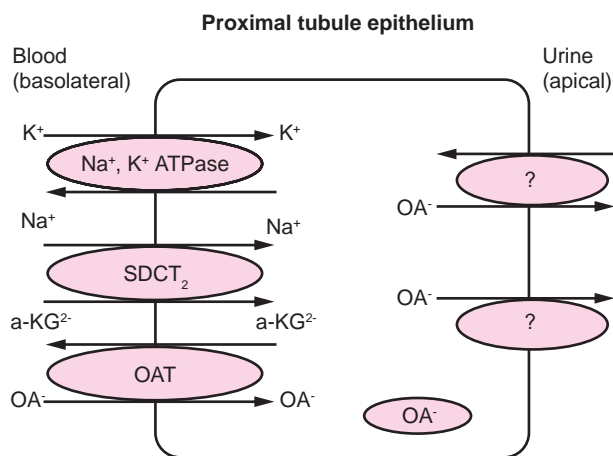 Proximal tubule epithelium
Blood
(basolateral)
Urine
(apical)
K⁺
K⁺
Na⁺, K⁺ ATPase
?
OA⁻
Na⁺
Na⁺
SDCT₂
OA⁻
a-KG²⁻
a-KG²⁻
?
OAT
OA⁻
OA⁻
OA⁻